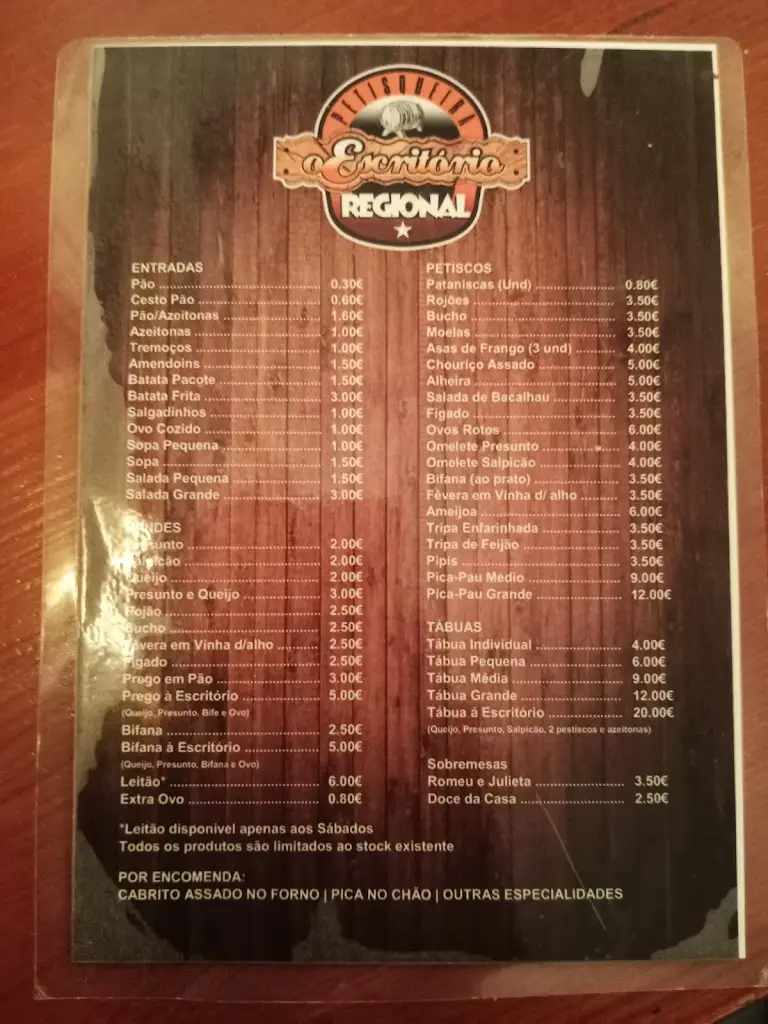 PETISQUEIRA
o Escritório
REGIONAL
ENTRADAS
Pão 0.30€
Cesto Pão 0.60€
Pão/Azeitonas 1.60€
Azeitonas 1.00€
Tremoços 1.00€
Amendoins 1.50€
Batata Pacote 1.50€
Batata Frita 3.00€
Salgadinhos 1.00€
Ovo Cozido 1.00€
Sopa Pequena 1.00€
Sopa 1.50€
Salada Pequena 1.50€
Salada Grande 3.00€
2.00€
2.00€
Queijo 2.00€
Presunto e Queijo 3.00€
Rojão 2.50€
Bucho 2.50€
Fêvera em Vinha d/alho 2.50€
Fígado 2.50€
Prego em Pão 3.00€
Prego à Escritório 5.00€
(Queijo, Presunto, Bife e Ovo)
Bifana 2.50€
Bifana à Escritório 5.00€
(Queijo, Presunto, Bifana e Ovo)
Leitão* 6.00€
Extra Ovo 0.80€
PETISCOS
Pataniscas (Und) 0.80€
Rojões 3.50€
Bucho 3.50€
Moelas 3.50€
Asas de Frango (3 und) 4.00€
Chouriço Assado 5.00€
Alheira 5.00€
Salada de Bacalhau 3.50€
Fígado 3.50€
Ovos Rotos 6.00€
Omelete Presunto 4.00€
Omelete Salpicão 4.00€
Bifana (ao prato) 3.50€
Fêvera em Vinha d/ alho 3.50€
Ameijoa 6.00€
Tripa Enfarinhada 3.50€
Tripa de Feijão 3.50€
Pipis 3.50€
Pica-Pau Médio 9.00€
Pica-Pau Grande 12.00€
TÁBUAS
Tábua Individual 4.00€
Tábua Pequena 6.00€
Tábua Média 9.00€
Tábua Grande 12.00€
Tábua á Escritório 20.00€
(Queijo, Presunto, Salpicão, 2 pestiscos e azeitonas)
Sobremesas
Romeu e Julieta 3.50€
Doce da Casa 2.50€
*Leitão disponivel apenas aos Sábados
Todos os produtos são limitados ao stock existente
POR ENCOMENDA:
CABRITO ASSADO NO FORNO | PICA NO CHÃO | OUTRAS ESPECIALIDADES